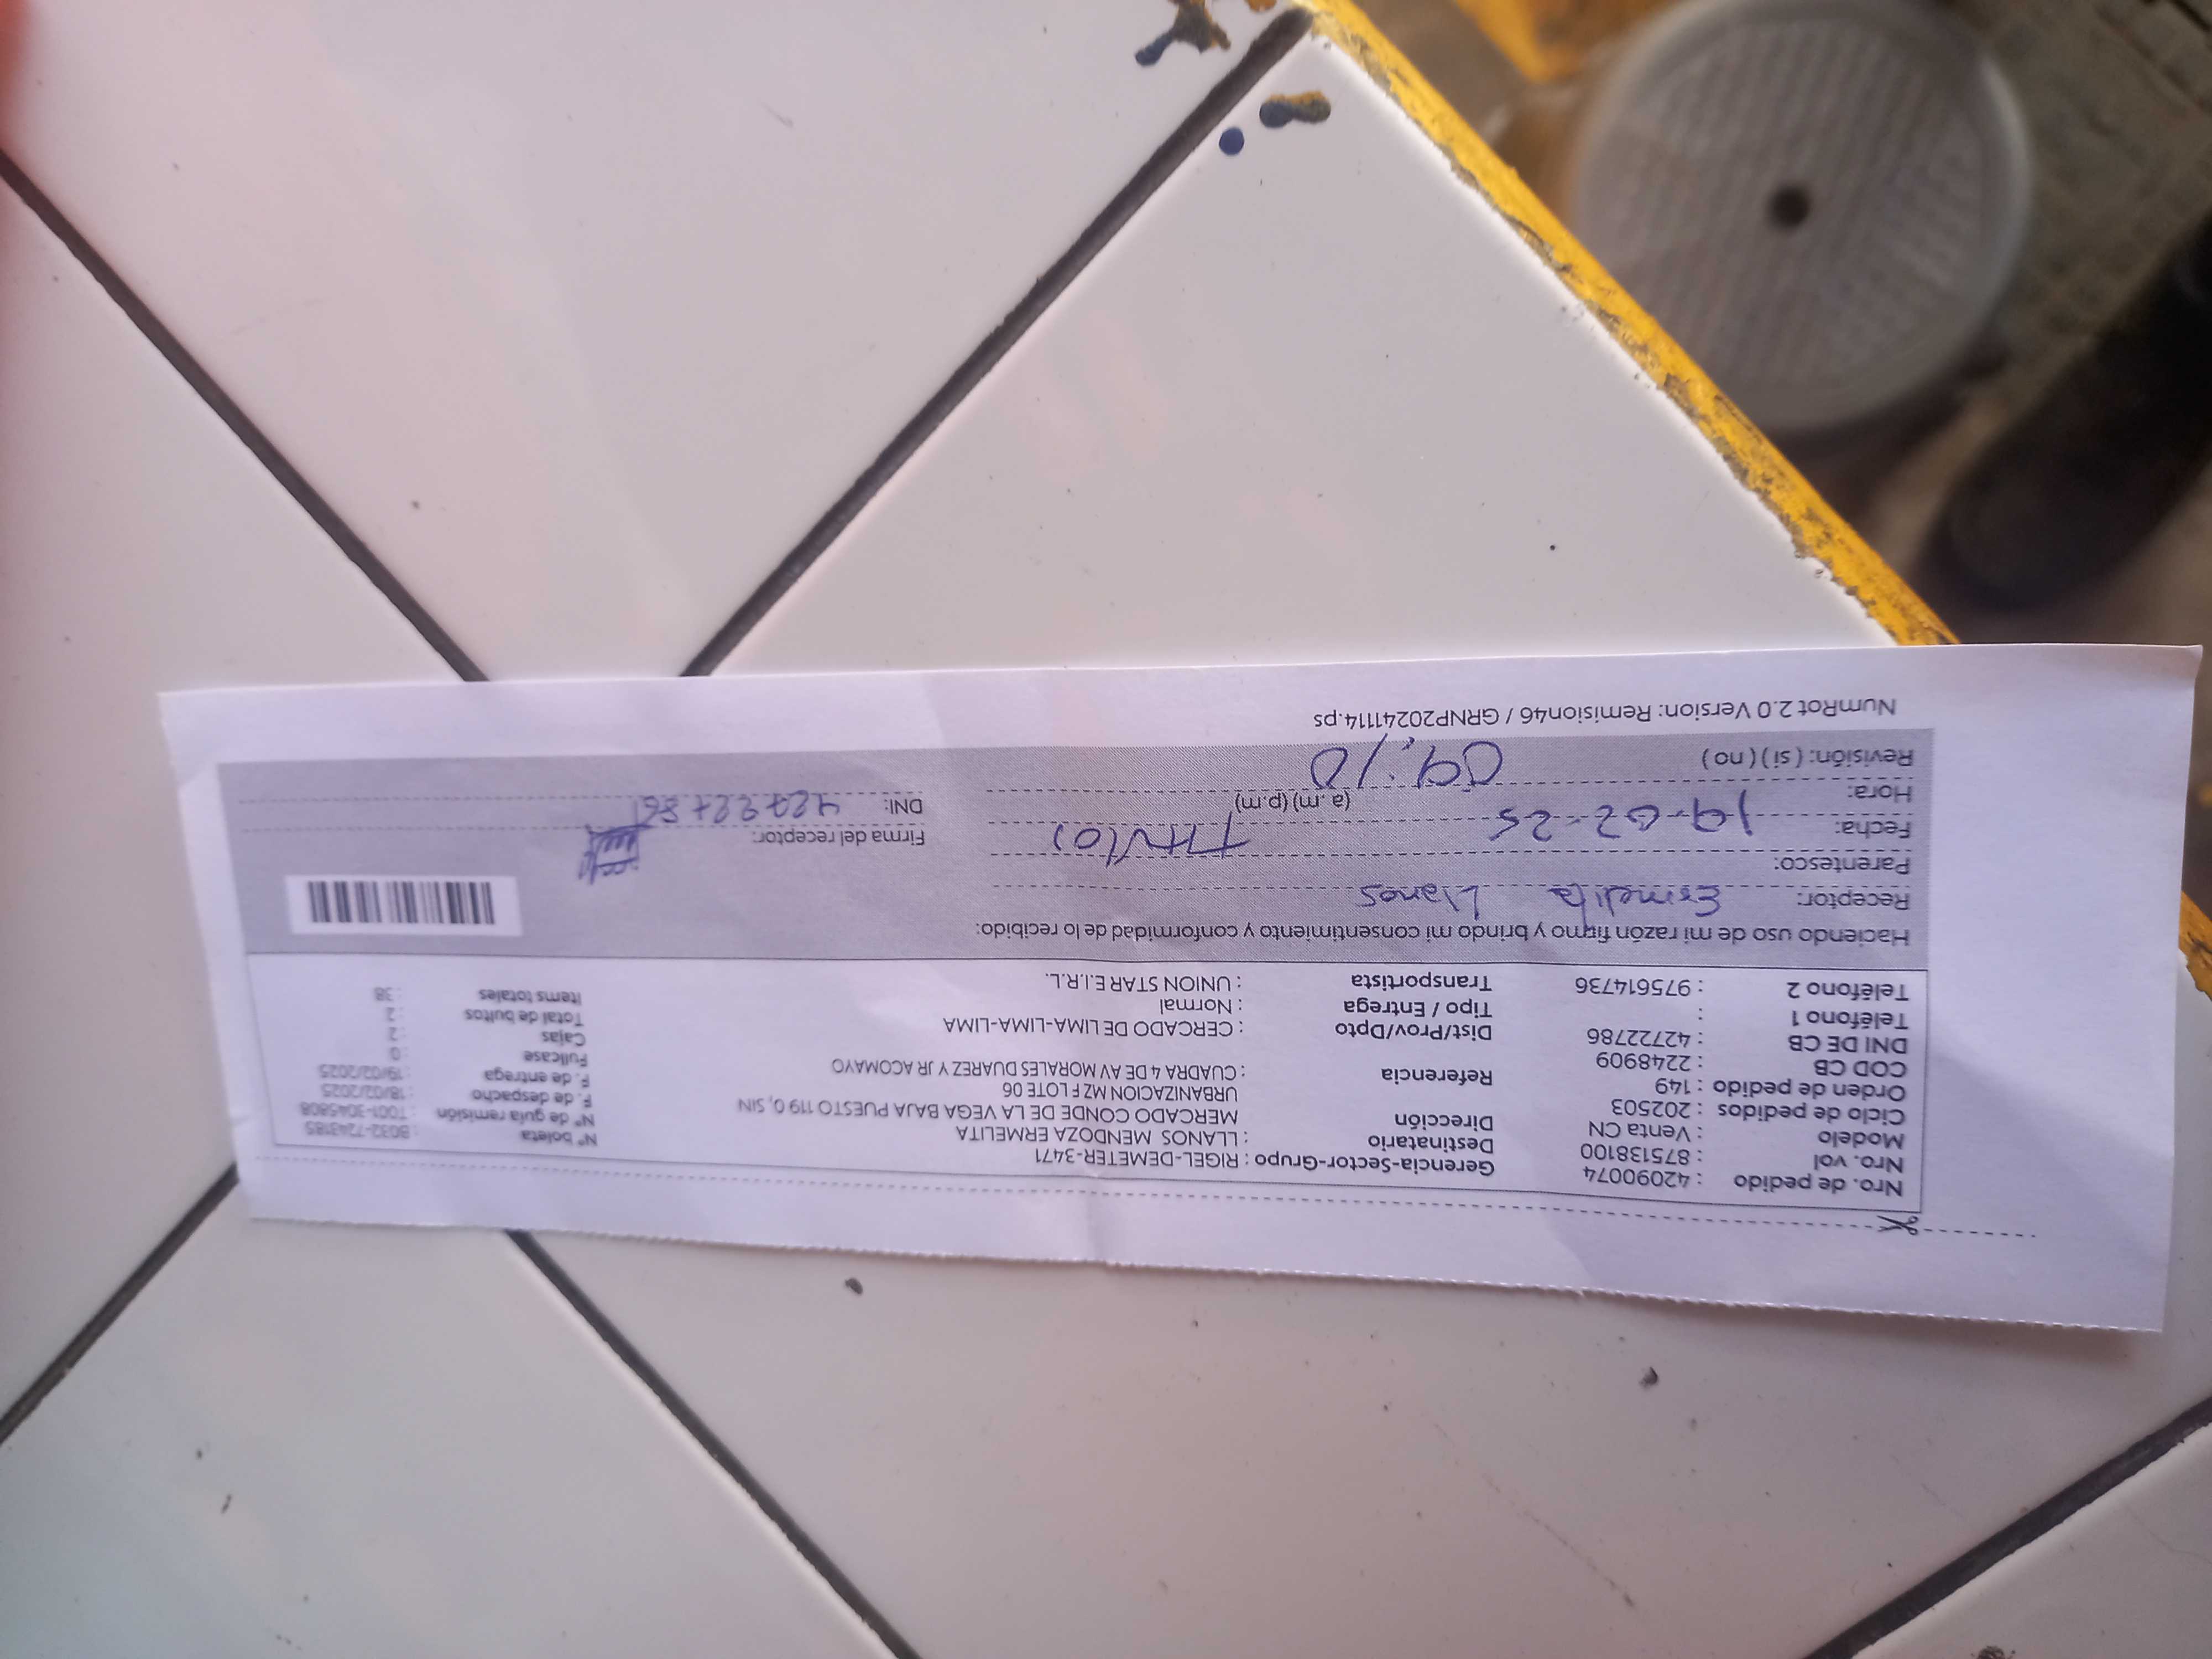 Nro. de pedido : 42090074
Nro. vol : 875138100
Modelo : Venta CN
Ciclo de pedidos : 202503
Orden de pedido : 149
COD CB : 2248909
DNI DE CB : 42722786
Teléfono 1 :
Teléfono 2 : 975614736
Gerencia-Sector-Grupo : RIGEL-DEMETER-3471
Destinatario : LLANOS MENDOZA ERMELITA
Dirección MERCADO CONDE DE LA VEGA BAJA PUESTO 119 0, SIN
URBANIZACION MZ F LOTE 06
Referencia : CUADRA 4 DE AV MORALES DUAREZ Y JR ACOMAYO
Dist/Prov/Dpto : CERCADO DE LIMA-LIMA-LIMA
Tipo / Entrega : Normal
Transportista : UNION STAR E.I.R.L.
N° boleta : B032-7243185
N° de guía remisión : T001-3045808
F. de despacho : 18/02/2025
F. de entrega : 19/02/2025
Fullcase : 0
Cajas : 2
Total de bultos : 2
Items totales : 38
Haciendo uso de mi razón firmo y brindo mi consentimiento y conformidad de lo recibido:
Receptor: Ermelita Llanos
Parentesco:
Fecha: 19-02-25
Hora: (a.m) (p.m)
Revisión: ( si ) ( no ) 09:10
Firma del receptor:
DNI:
NumRot 2.0 Version: Remision46 / GRNP20241114.ps